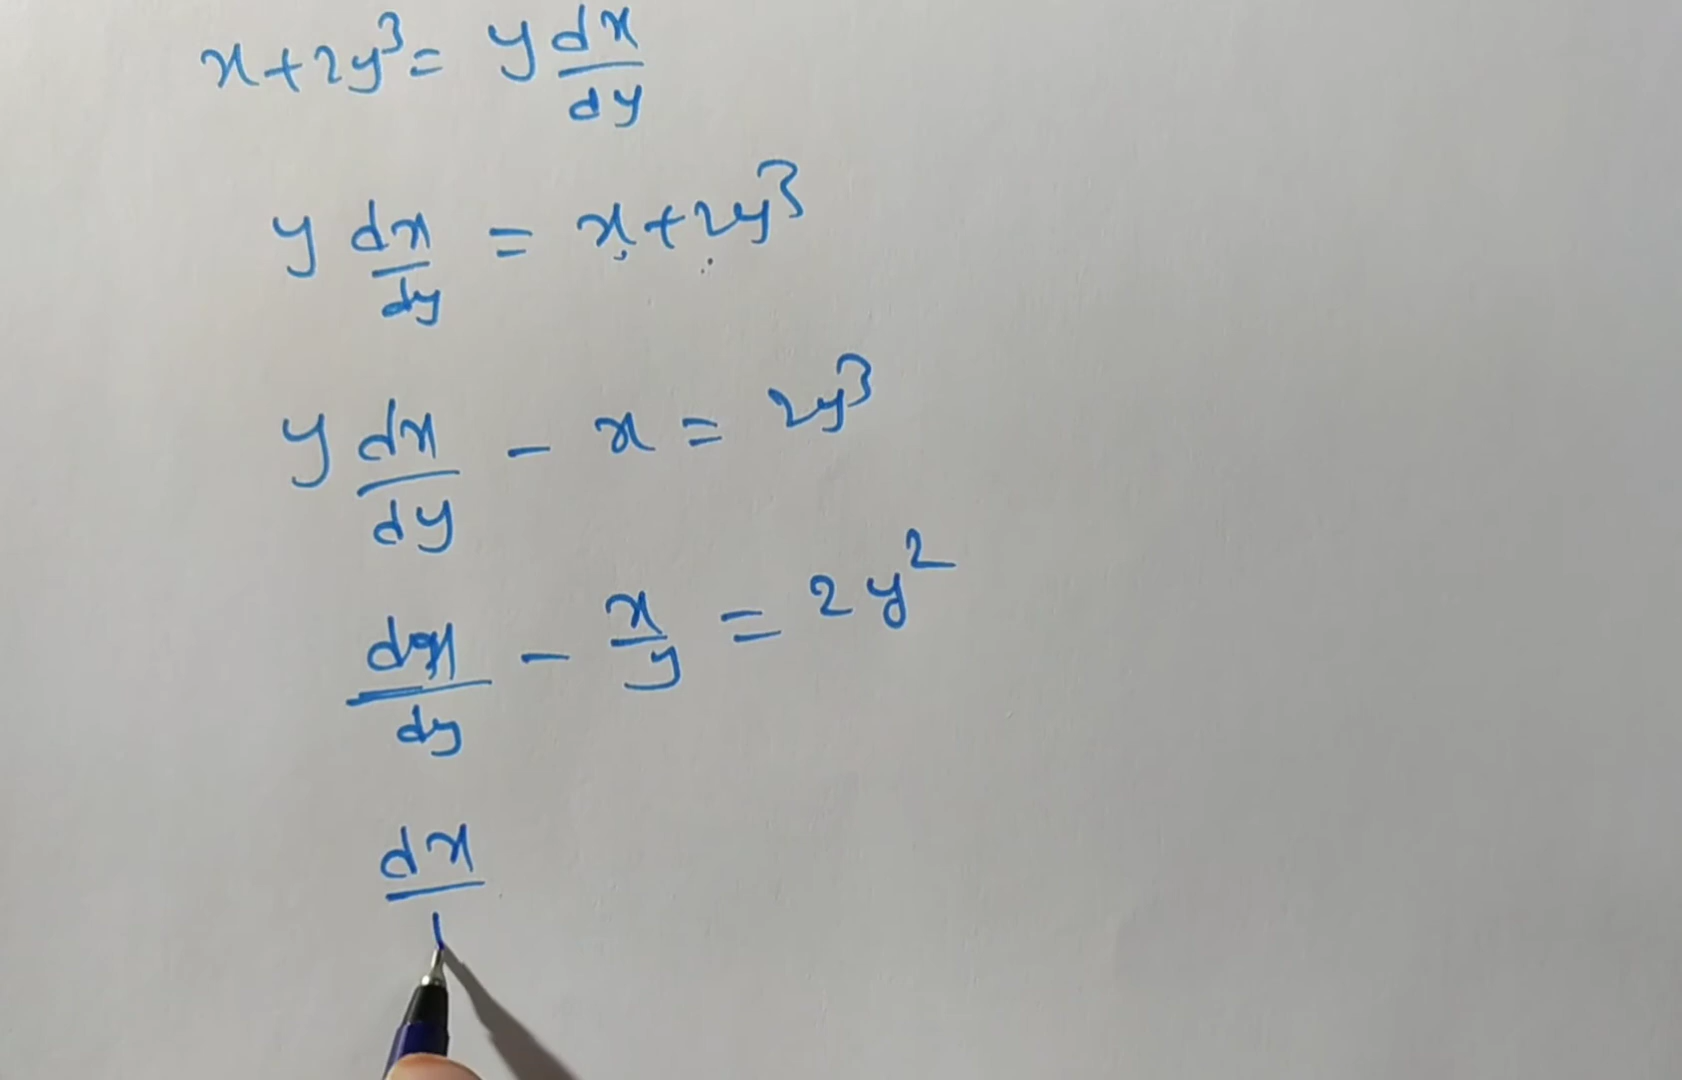 x+2y³ = y dx/dy
y dx/dy = x+2y³
y dx/dy - x = 2y³
dx/dy - x/y = 2y²
dx/